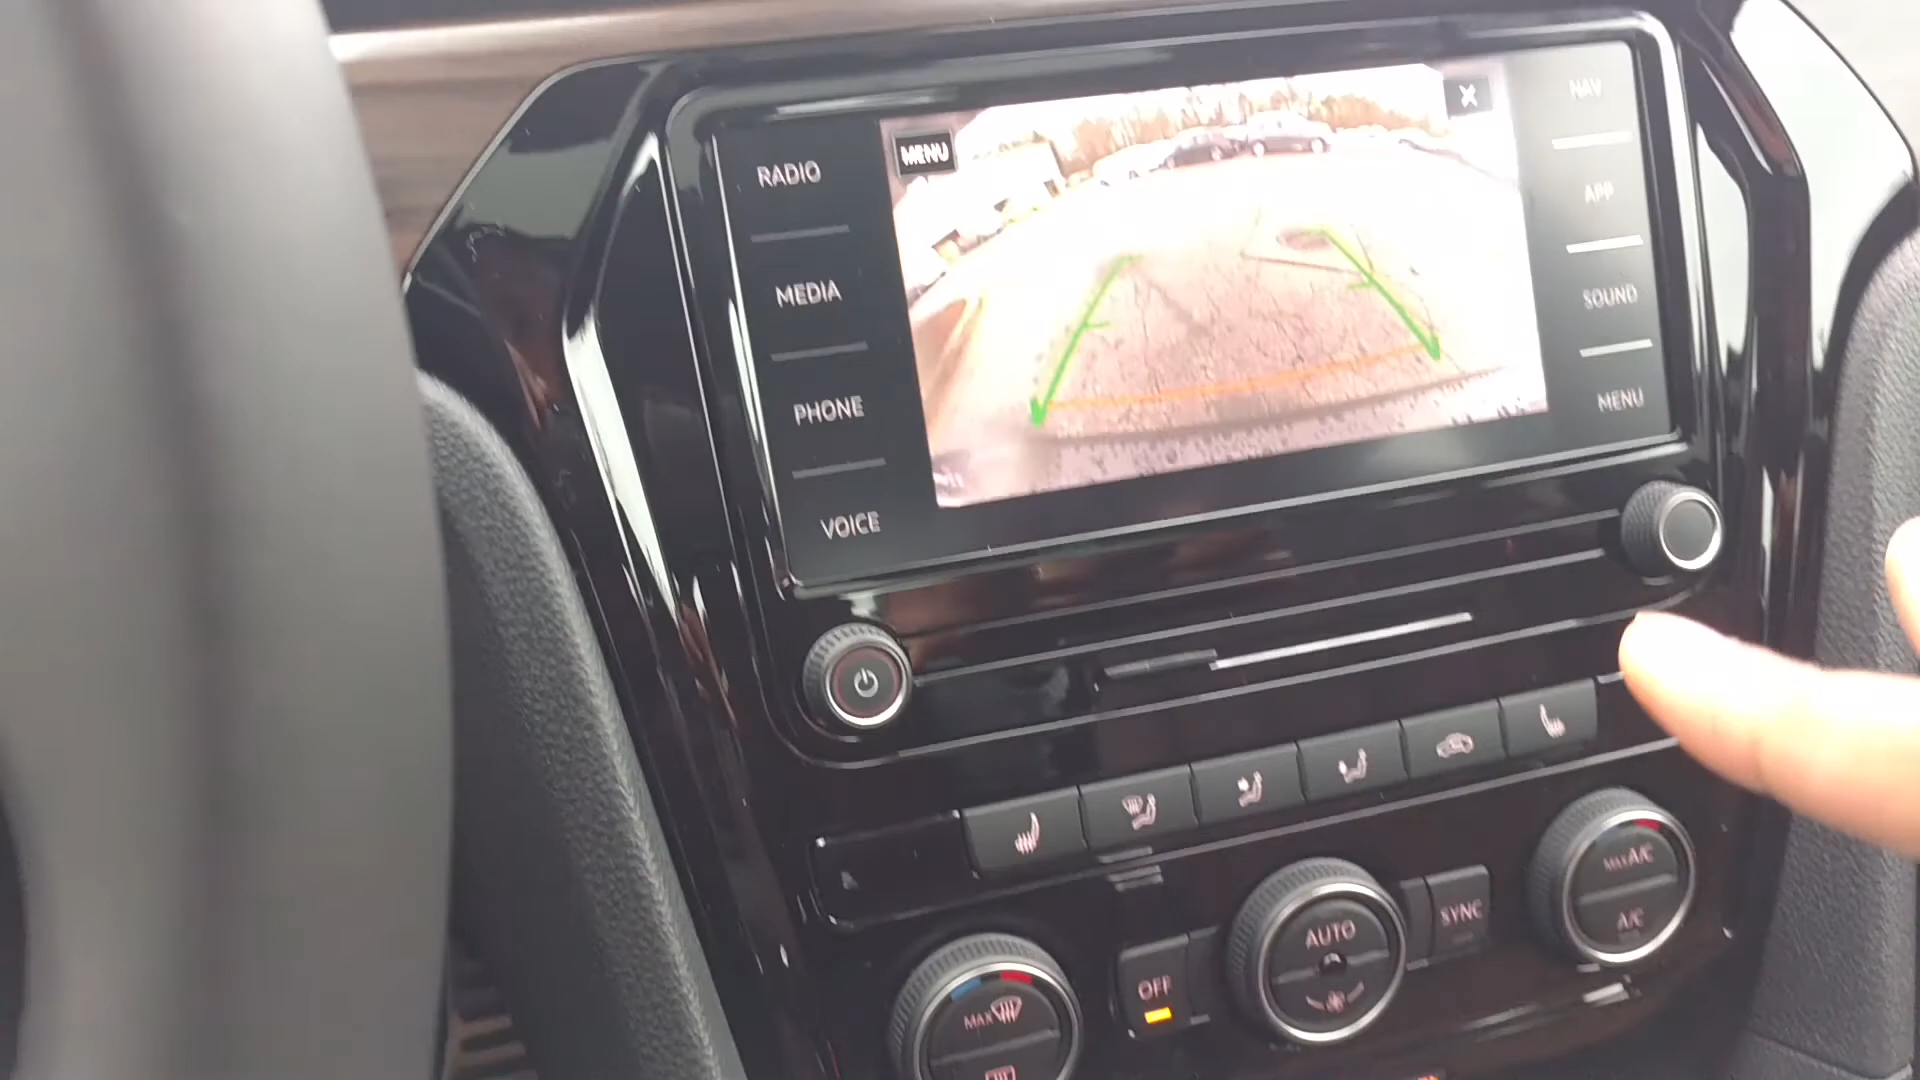 RADIO
MEDIA
PHONE
VOICE
MENU
X
NAV
APP
SOUND
MENU
MAX
OFF
AUTO
SYNC
MAX A/C
A/C